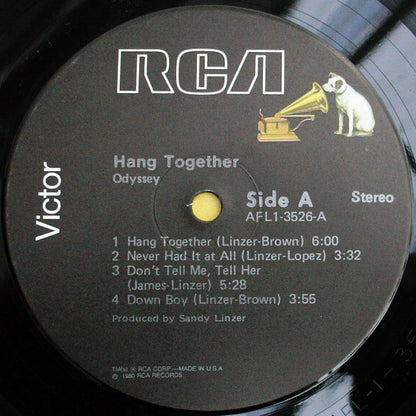 RCA
Victor
Hang Together
Odyssey
Side A
Stereo
AFL1-3526-A
1 Hang Together (Linzer-Brown) 6:00
2 Never Had It at All (Linzer-Lopez) 3:32
3 Don't Tell Me, Tell Her
(James-Linzer) 5:28
4 Down Boy (Linzer-Brown) 3:55
Produced by Sandy Linzer
TM(s) ® RCA CORP.—MADE IN U.S.A
℗ 1980 RCA RECORDS